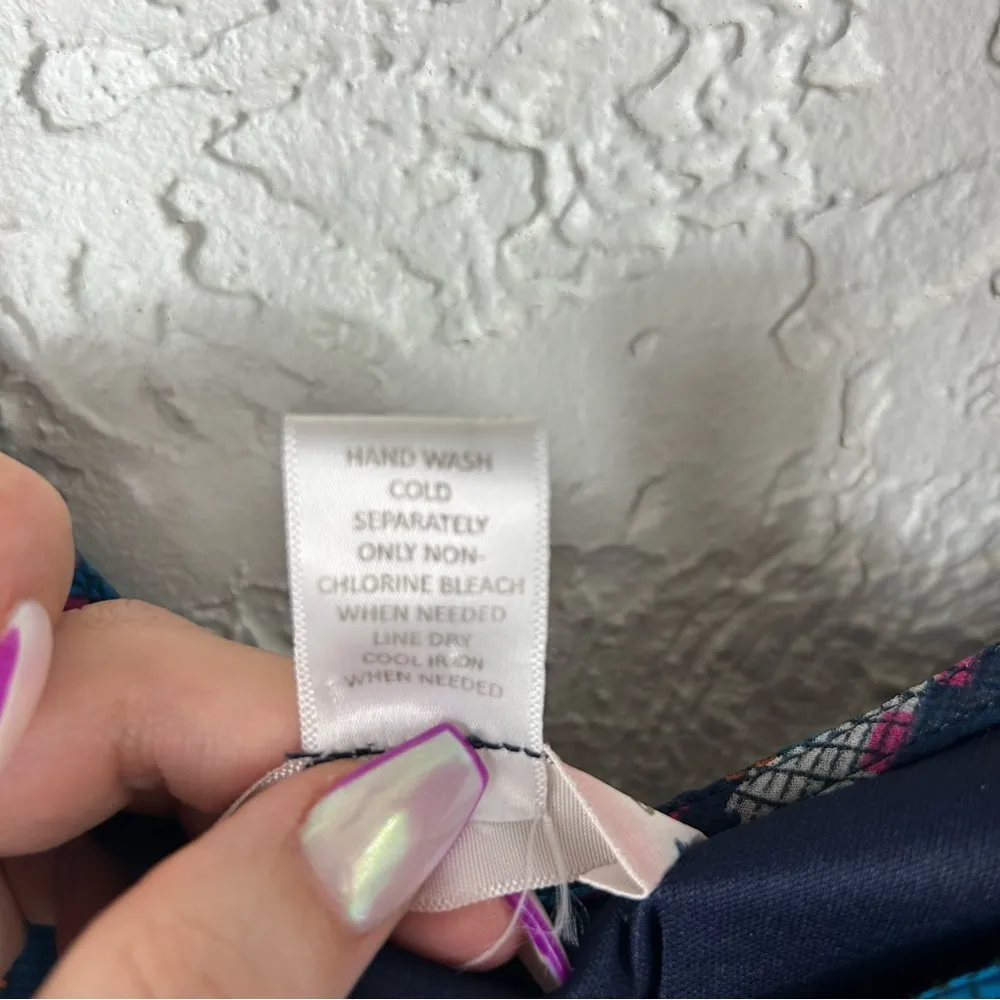 HAND WASH
COLD
SEPARATELY
ONLY NON-
CHLORINE BLEACH
WHEN NEEDED
LINE DRY
COOL IRON
WHEN NEEDED